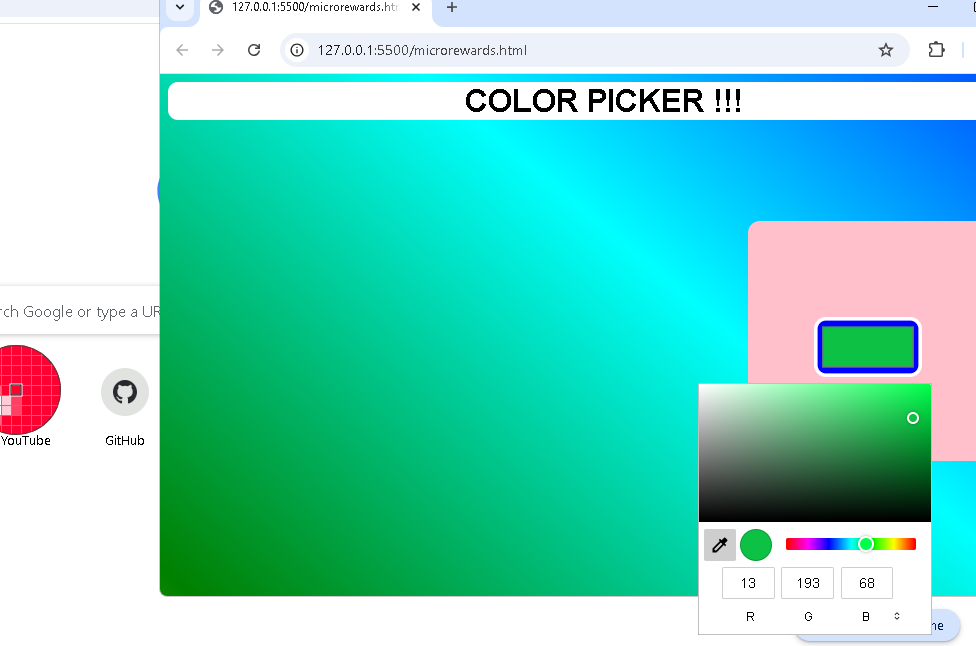 127.0.0.1:5500/microrewards.ht
127.0.0.1:5500/microrewards.html
COLOR PICKER !!!
rch Google or type a UR
YouTube
GitHub
13 193 68
R G B
ne